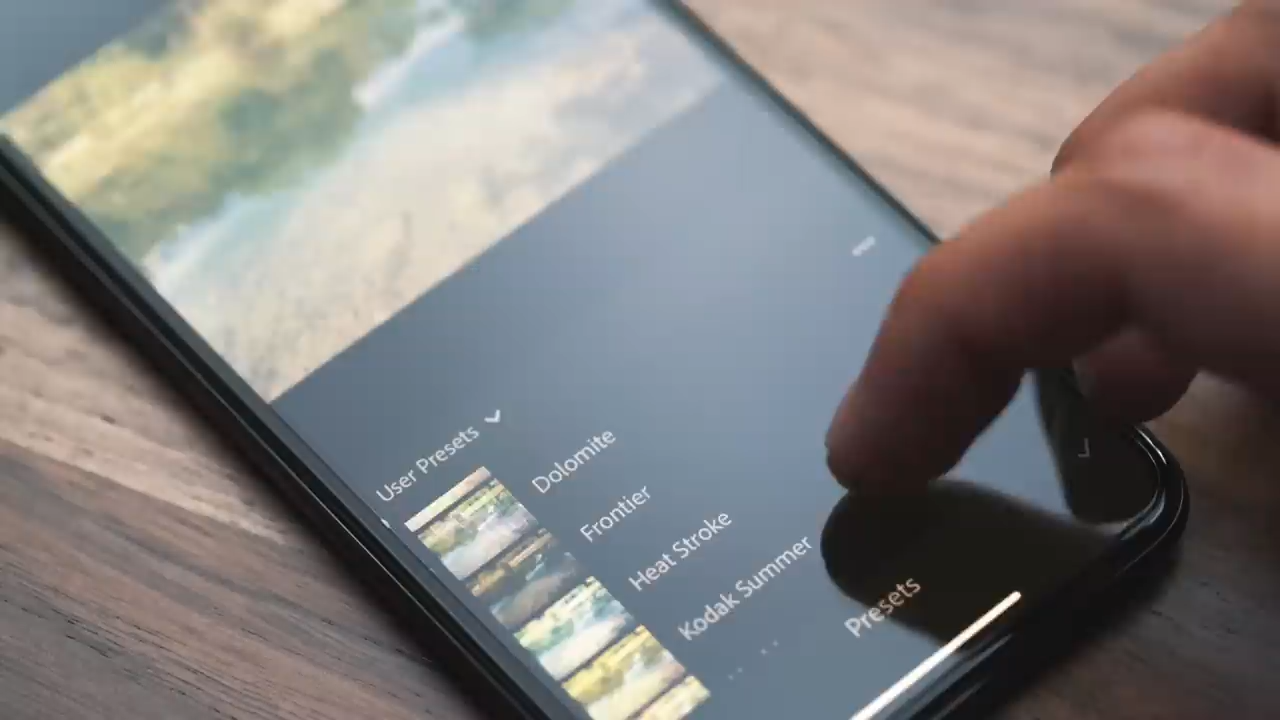 User Presets
Dolomite
Frontier
Heat Stroke
Kodak Summer
Presets